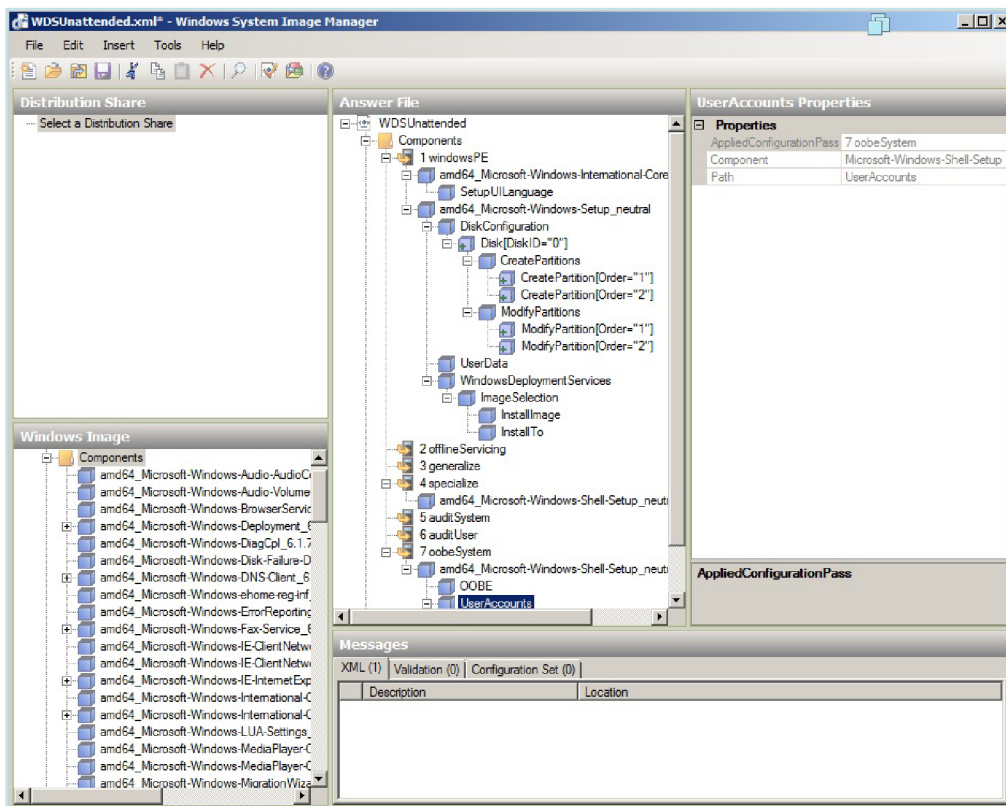 WDSUnattended.xml* - Windows System Image Manager
File Edit Insert Tools Help
Distribution Share
Select a Distribution Share
Windows Image
Components
amd64_Microsoft-Windows-Audio-AudioC
amd64_Microsoft-Windows-Audio-Volume
amd64_Microsoft-Windows-BrowserServic
amd64_Microsoft-Windows-Deployment_6
amd64_Microsoft-Windows-DiagCpl_6.1.7
amd64_Microsoft-Windows-Disk-Failure-D
amd64_Microsoft-Windows-DNS-Client_6
amd64_Microsoft-Windows-ehome-reg-inf_
amd64_Microsoft-Windows-ErrorReporting
amd64_Microsoft-Windows-Fax-Service_6
amd64_Microsoft-Windows-IE-ClientNetw
amd64_Microsoft-Windows-IE-ClientNetw
amd64_Microsoft-Windows-IE-InternetExp
amd64_Microsoft-Windows-International-C
amd64_Microsoft-Windows-International-C
amd64_Microsoft-Windows-LUA-Settings_
amd64_Microsoft-Windows-MediaPlayer-C
amd64_Microsoft-Windows-MediaPlayer-C
amd64_Microsoft-Windows-MigrationWiza
Answer File
WDSUnattended
Components
1 windowsPE
amd64_Microsoft-Windows-International-Core
SetupUILanguage
amd64_Microsoft-Windows-Setup_neutral
DiskConfiguration
Disk[DiskID="0"]
CreatePartitions
CreatePartition[Order="1"]
CreatePartition[Order="2"]
ModifyPartitions
ModifyPartition[Order="1"]
ModifyPartition[Order="2"]
UserData
WindowsDeploymentServices
ImageSelection
InstallImage
InstallTo
2 offlineServicing
3 generalize
4 specialize
amd64_Microsoft-Windows-Shell-Setup_neut
5 auditSystem
6 auditUser
7 oobeSystem
amd64_Microsoft-Windows-Shell-Setup_neut
OOBE
UserAccounts
UserAccounts Properties
Properties
AppliedConfigurationPass 7 oobeSystem
Component Microsoft-Windows-Shell-Setup
Path UserAccounts
AppliedConfigurationPass
Messages
XML (1) Validation (0) Configuration Set (0)
Description Location